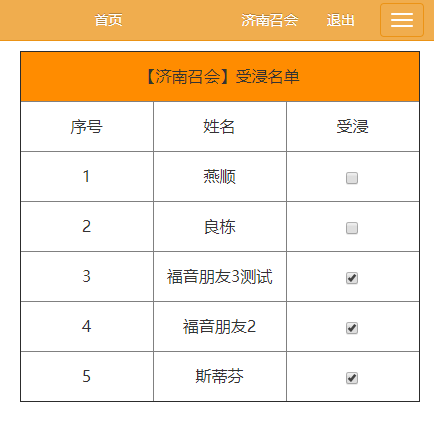 首页 济南召会 退出
【济南召会】受浸名单
序号 姓名 受浸
1 燕顺
2 良栋
3 福音朋友3测试
4 福音朋友2
5 斯蒂芬